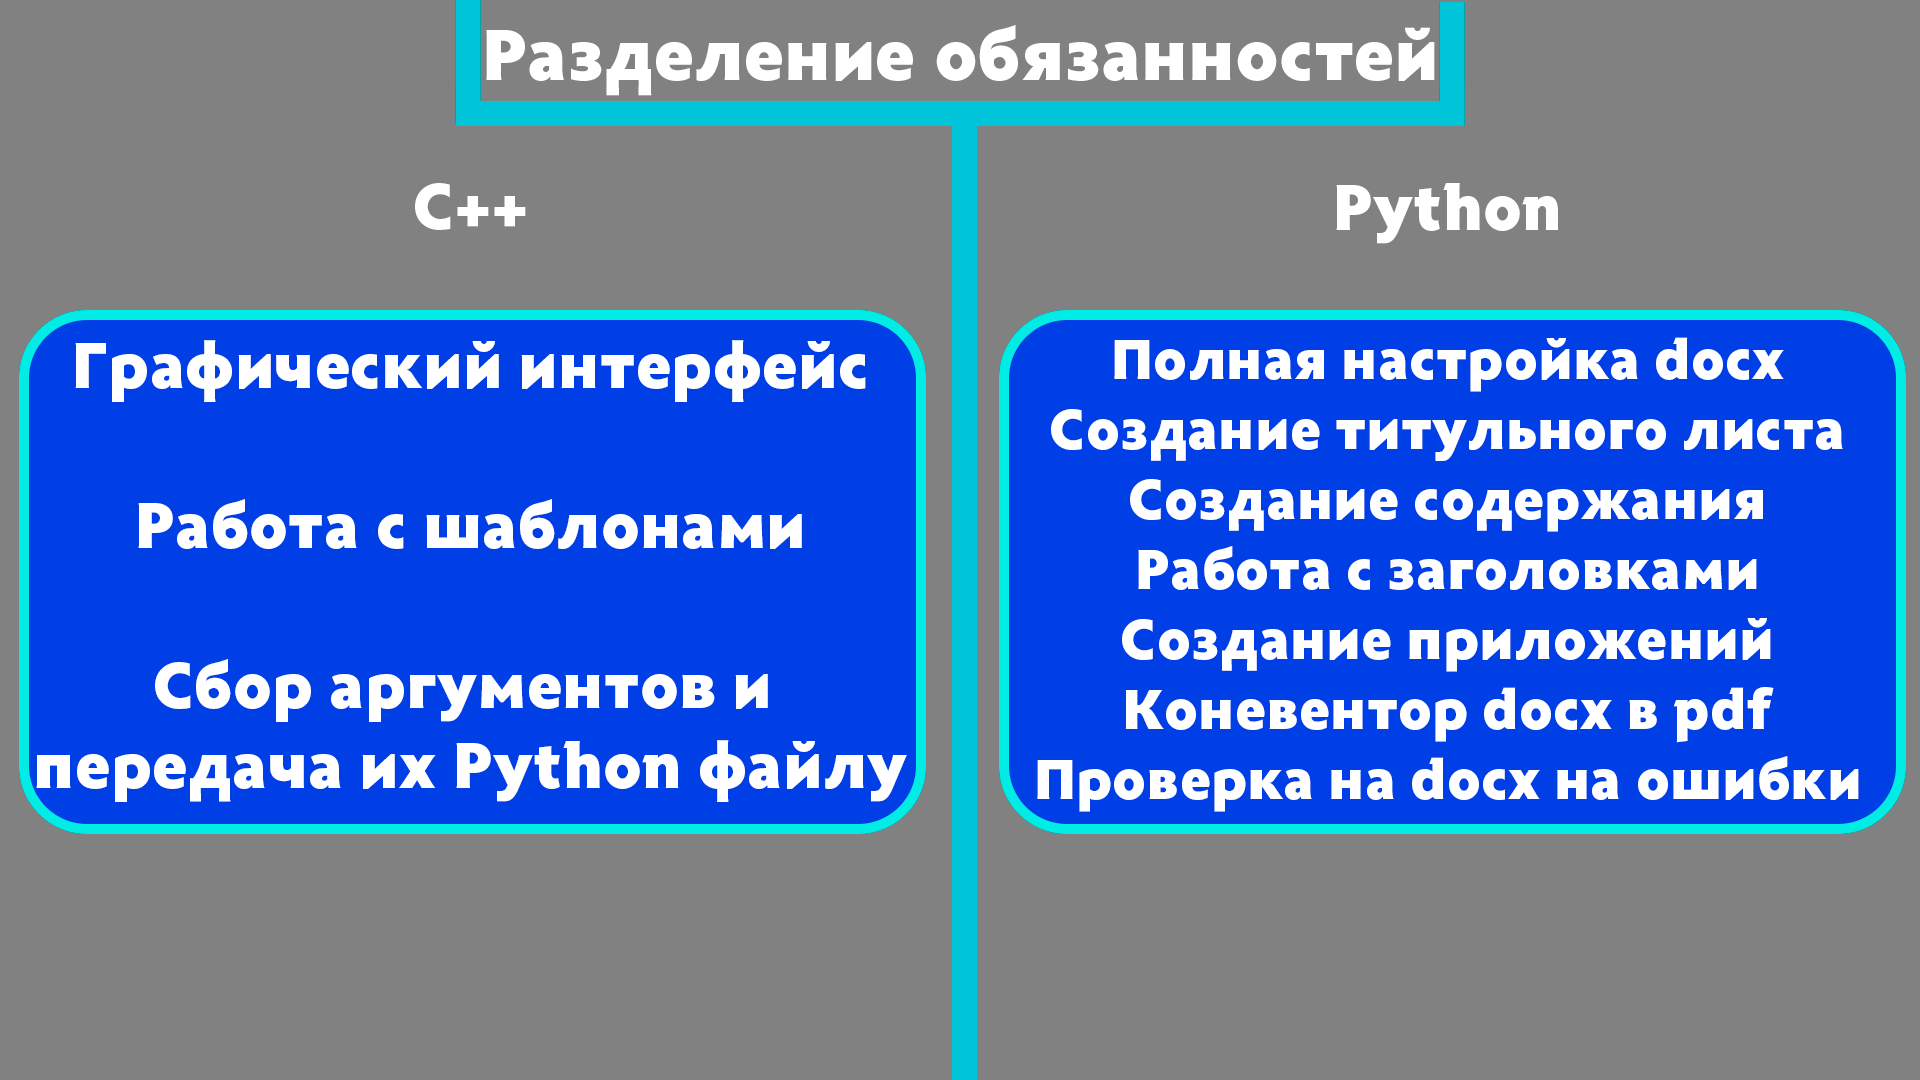 Разделение обязанностей
C++
Графический интерфейс
Работа с шаблонами
Сбор аргументов и
передача их Python файлу
Python
Полная настройка docx
Создание титульного листа
Создание содержания
Работа с заголовками
Создание приложений
Коневентор docx в pdf
Проверка на docx на ошибки